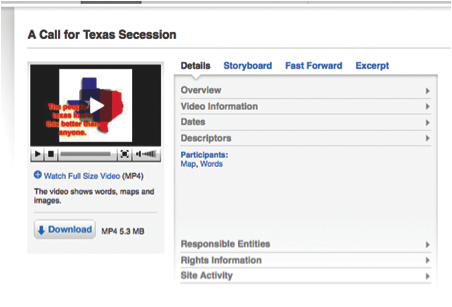 A Call for Texas Secession
Details Storyboard Fast Forward Excerpt
The people
texas
this better than
anyone.
Watch Full Size Video (MP4)
The video shows words, maps and
images.
Download MP4 5.3 MB
Overview
Video Information
Dates
Descriptors
Participants:
Map, Words
Responsible Entities
Rights Information
Site Activity